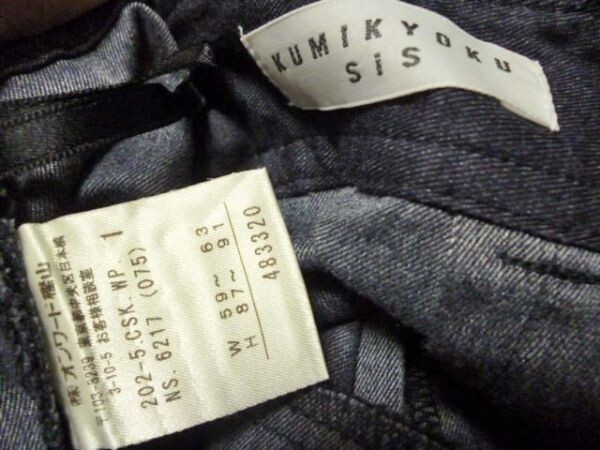 KUMIKYOKU
SiS
㈱ オンワード樫山
〒103-8239 東京都中央区日本橋
3-10-5 お客様相談室
202-5.CSK.WP. 1
NS. 6217 (075)
W 59～ 63
H 87～ 91
483320